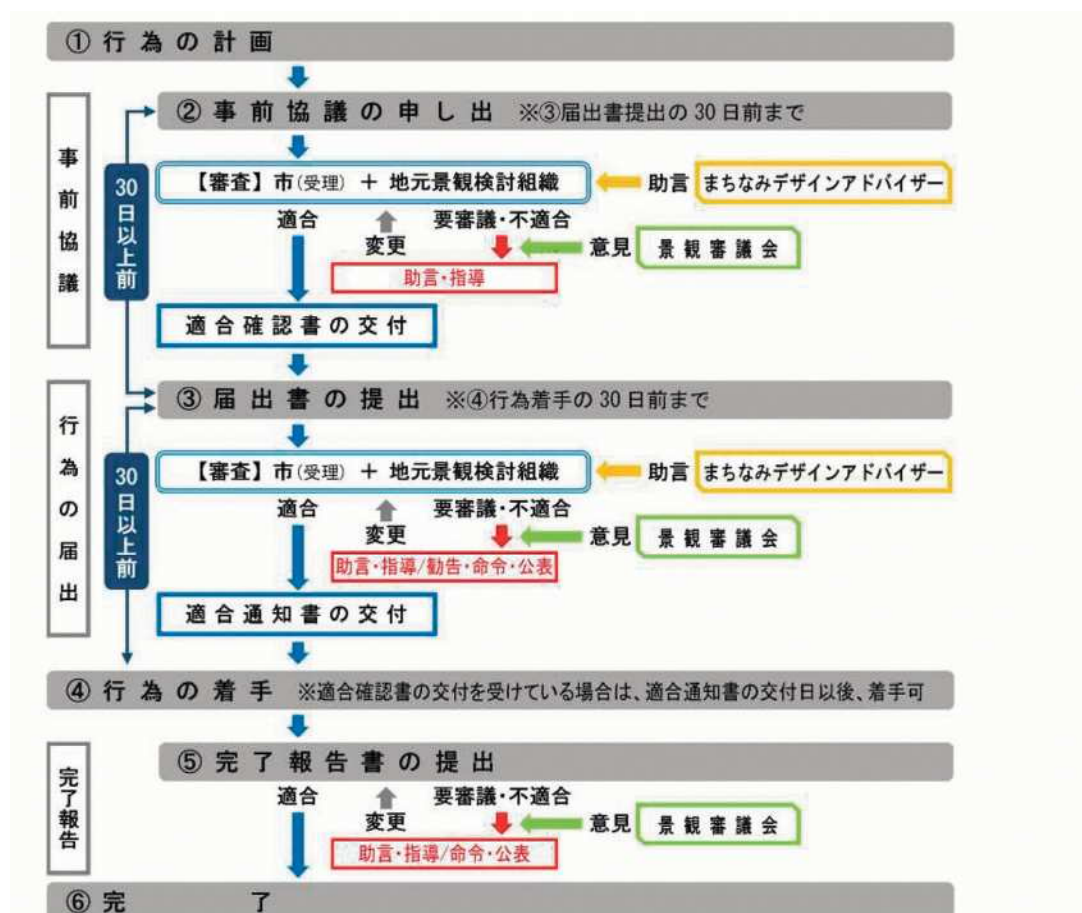 ①行為の計画
②事前協議の申し出 ※③届出書提出の30日前まで
事前協議
30日以上前
【審査】市(受理) + 地元景観検討組織
助言 まちなみデザインアドバイザー
適合 要審議・不適合
変更 意見 景観審議会
助言・指導
適合確認書の交付
③届出書の提出 ※④行為着手の30日前まで
行為の届出
30日以上前
【審査】市(受理) + 地元景観検討組織
助言 まちなみデザインアドバイザー
適合 要審議・不適合
変更 意見 景観審議会
助言・指導/勧告・命令・公表
適合通知書の交付
④行為の着手 ※適合確認書の交付を受けている場合は、適合通知書の交付日以後、着手可
⑤完了報告書の提出
完了報告
適合 要審議・不適合
変更 意見 景観審議会
助言・指導/命令・公表
⑥完了